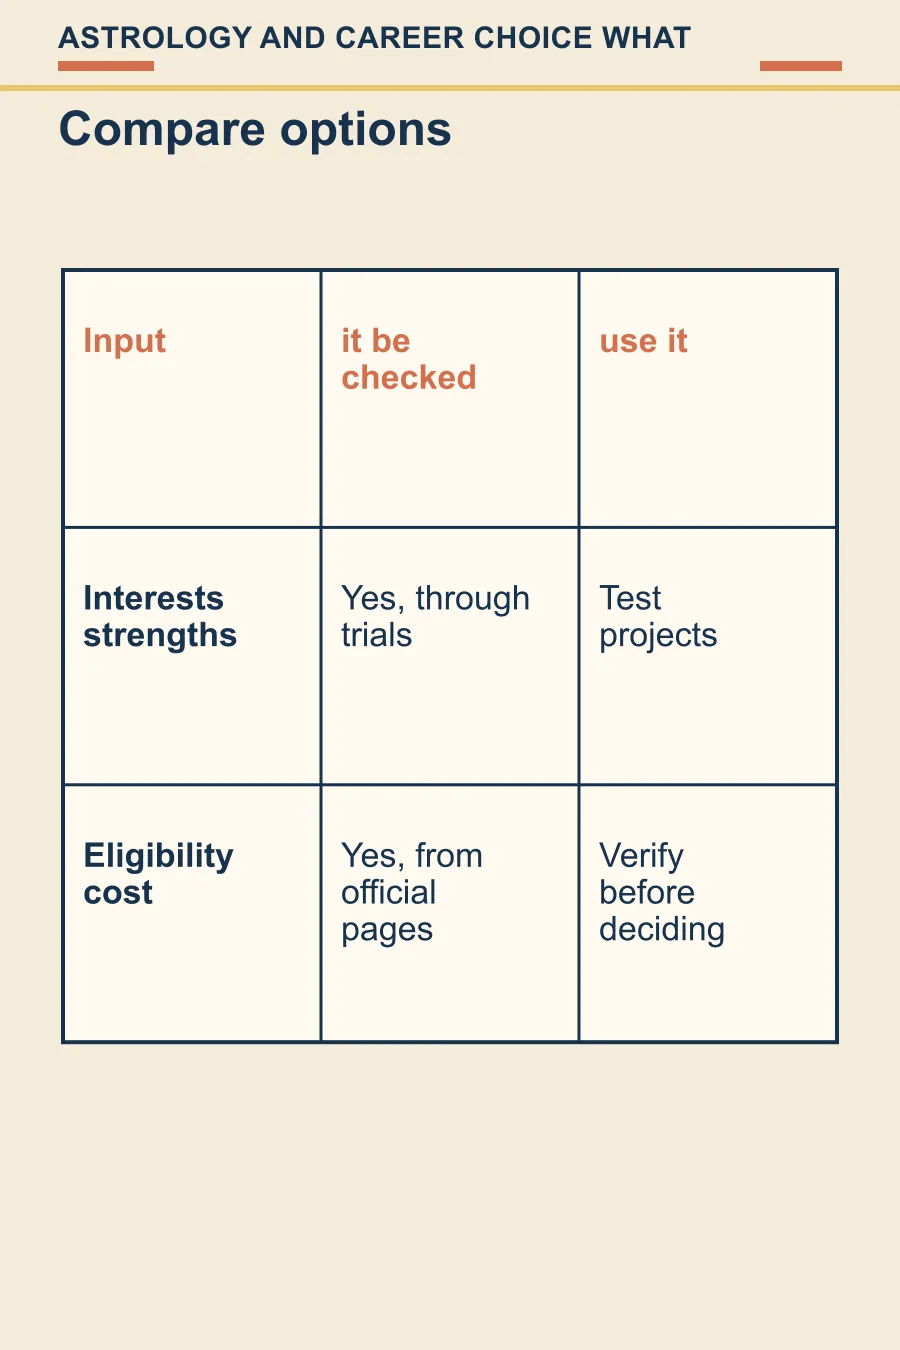 ASTROLOGY AND CAREER CHOICE WHAT
Compare options
Input
it be
checked
use it
Interests
strengths
Yes, through
trials
Test
projects
Eligibility
cost
Yes, from
official
pages
Verify
before
deciding